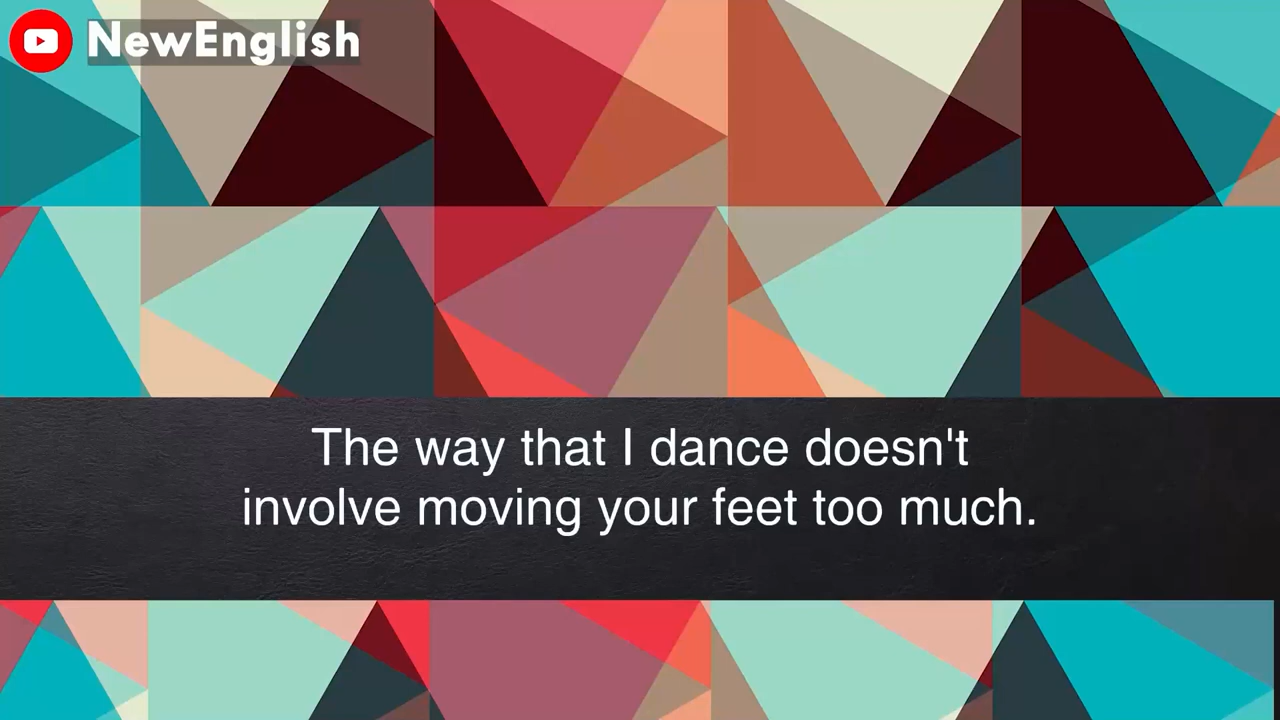 NewEnglish
The way that I dance doesn't
involve moving your feet too much.